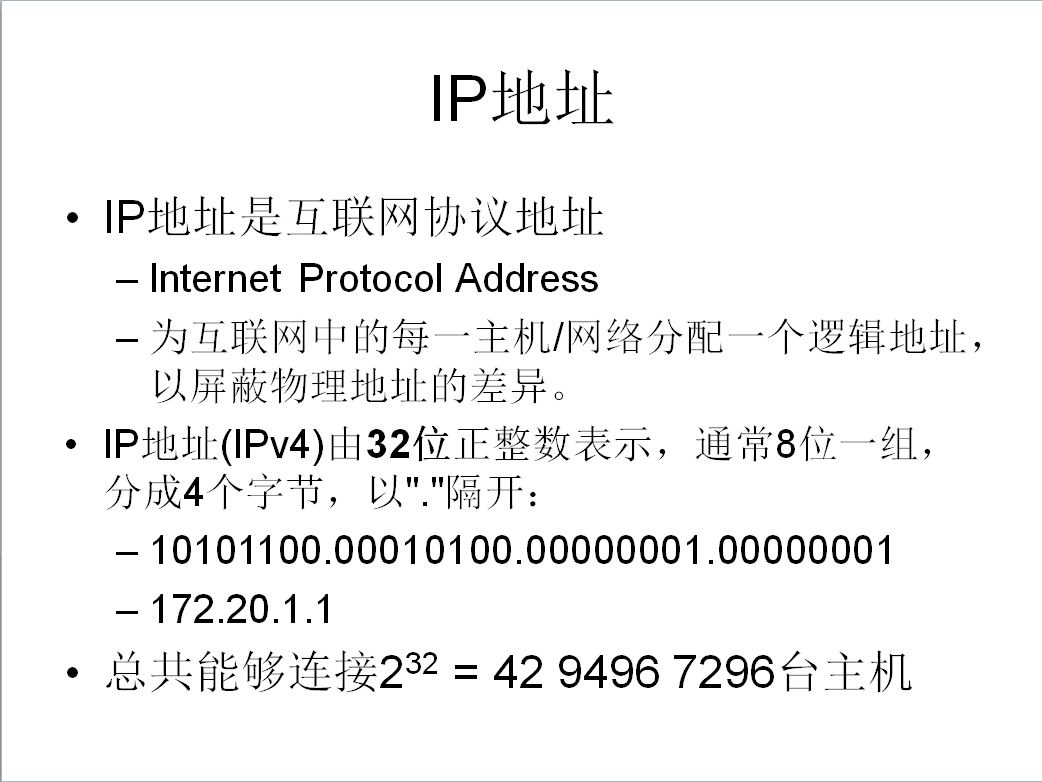 IP地址
• IP地址是互联网协议地址
– Internet Protocol Address
– 为互联网中的每一主机/网络分配一个逻辑地址，
以屏蔽物理地址的差异。
• IP地址(IPv4)由32位正整数表示，通常8位一组，
分成4个字节，以"."隔开：
– 10101100.00010100.00000001.00000001
– 172.20.1.1
• 总共能够连接2³² = 42 9496 7296台主机